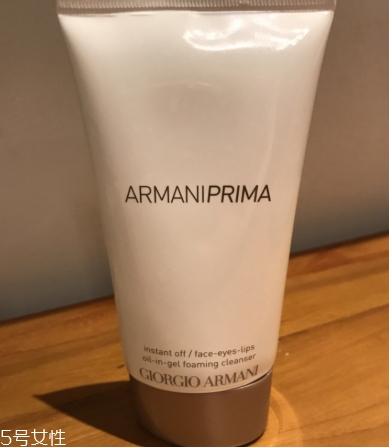 ARMANIPRIMA
instant off / face-eyes-lips
oil-in-gel foaming cleanser
GIORGIO ARMANI
5号女性